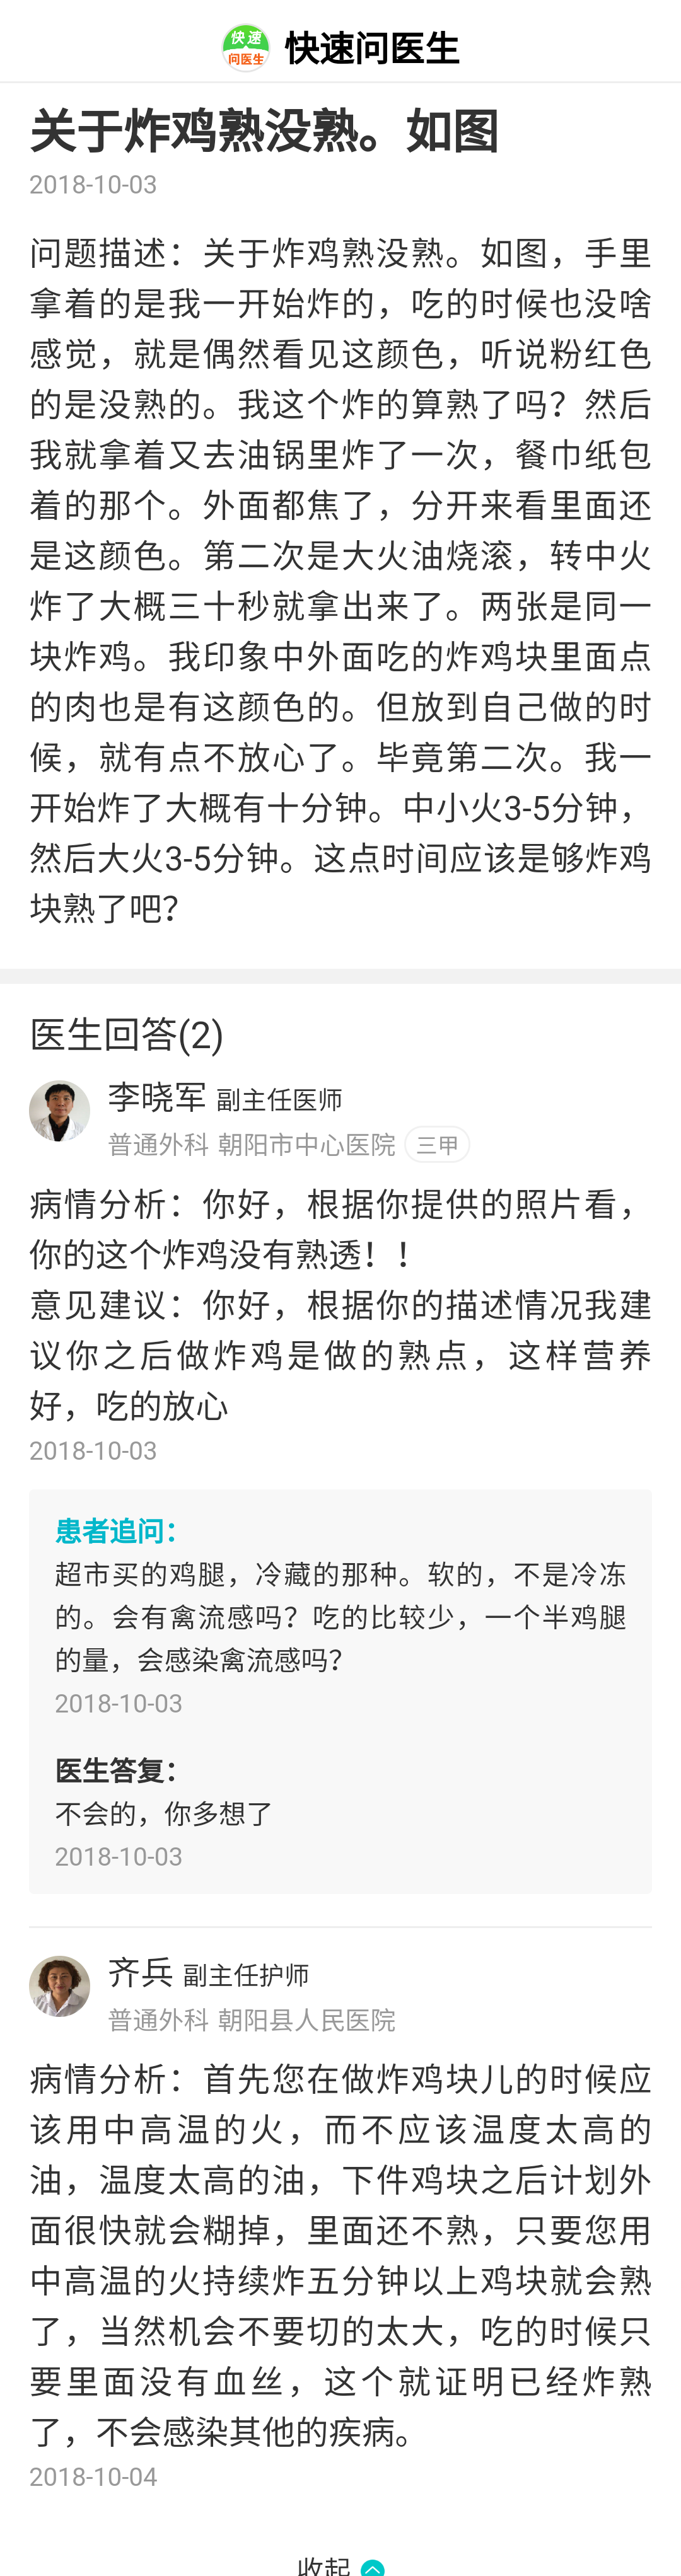 快速
问医生
快速问医生
关于炸鸡熟没熟。如图
2018-10-03
问题描述：关于炸鸡熟没熟。如图，手里
拿着的是我一开始炸的，吃的时候也没啥
感觉，就是偶然看见这颜色，听说粉红色
的是没熟的。我这个炸的算熟了吗？然后
我就拿着又去油锅里炸了一次，餐巾纸包
着的那个。外面都焦了，分开来看里面还
是这颜色。第二次是大火油烧滚，转中火
炸了大概三十秒就拿出来了。两张是同一
块炸鸡。我印象中外面吃的炸鸡块里面点
的肉也是有这颜色的。但放到自己做的时
候，就有点不放心了。毕竟第二次。我一
开始炸了大概有十分钟。中小火3-5分钟，
然后大火3-5分钟。这点时间应该是够炸鸡
块熟了吧？
医生回答(2)
李晓军 副主任医师
普通外科 朝阳市中心医院 三甲
病情分析：你好，根据你提供的照片看，
你的这个炸鸡没有熟透！！
意见建议：你好，根据你的描述情况我建
议你之后做炸鸡是做的熟点，这样营养
好，吃的放心
2018-10-03
患者追问：
超市买的鸡腿，冷藏的那种。软的，不是冷冻
的。会有禽流感吗？吃的比较少，一个半鸡腿
的量，会感染禽流感吗？
2018-10-03
医生答复：
不会的，你多想了
2018-10-03
齐兵 副主任护师
普通外科 朝阳县人民医院
病情分析：首先您在做炸鸡块儿的时候应
该用中高温的火，而不应该温度太高的
油，温度太高的油，下件鸡块之后计划外
面很快就会糊掉，里面还不熟，只要您用
中高温的火持续炸五分钟以上鸡块就会熟
了，当然机会不要切的太大，吃的时候只
要里面没有血丝，这个就证明已经炸熟
了，不会感染其他的疾病。
2018-10-04
收起